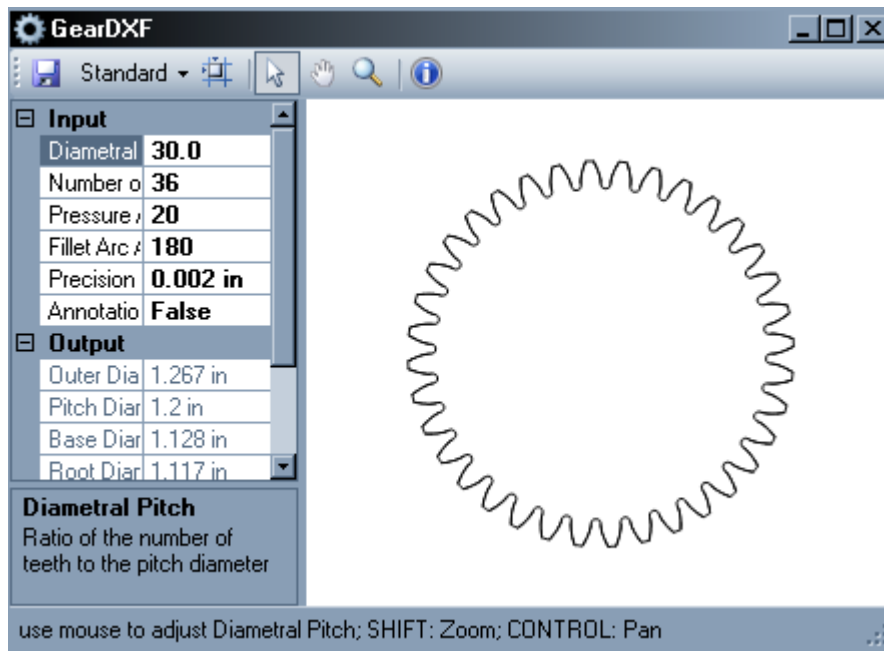 GearDXF
Standard
Input
Diametral 30.0
Number o 36
Pressure 20
Fillet Arc 180
Precision 0.002 in
Annotatio False
Output
Outer Dia 1.267 in
Pitch Diar 1.2 in
Base Diar 1.128 in
Root Diar 1.117 in
Diametral Pitch
Ratio of the number of
teeth to the pitch diameter
use mouse to adjust Diametral Pitch; SHIFT: Zoom; CONTROL: Pan